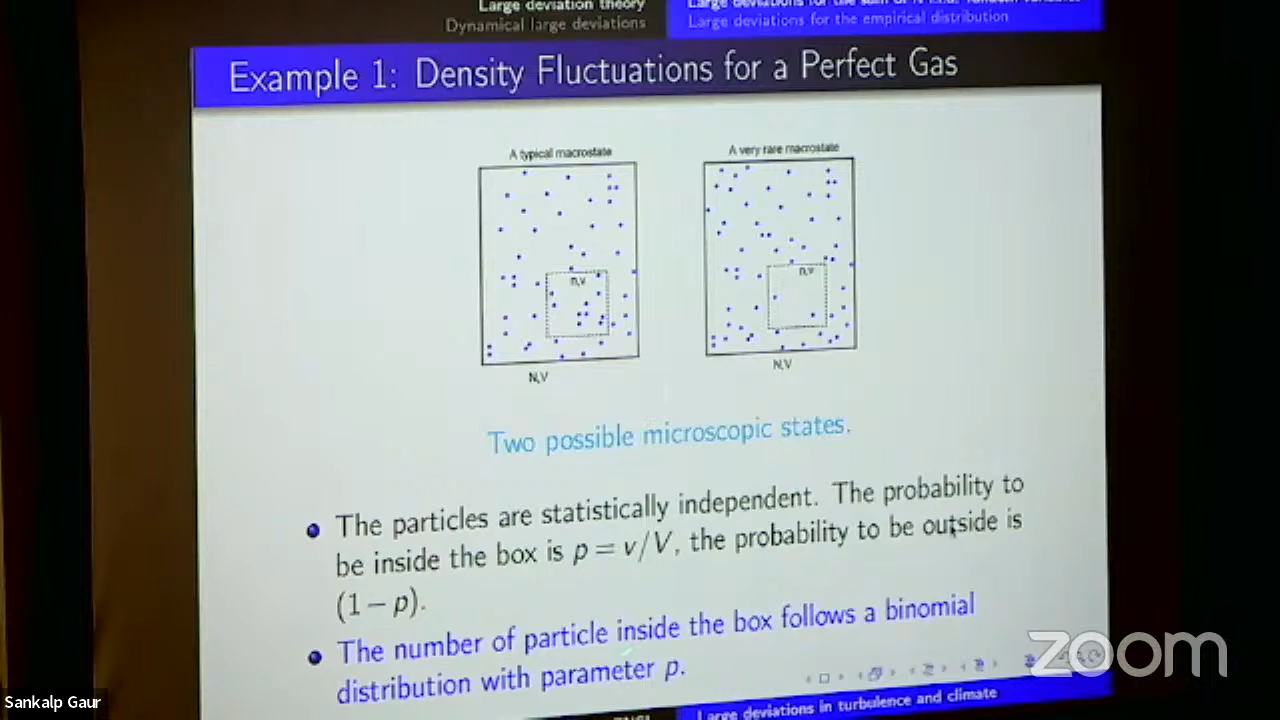 Large deviation theory
Large deviations for the sum of N i.i.d. random variables
Dynamical large deviations
Large deviations for the empirical distribution
Example 1: Density Fluctuations for a Perfect Gas
A typical macrostate
A very rare macrostate
n,v
n,v
N,V
N,V
Two possible microscopic states.
The particles are statistically independent. The probability to
be inside the box is p = v/V, the probability to be outside is
(1 − p).
The number of particle inside the box follows a binomial
distribution with parameter p.
zoom
Large deviations in turbulence and climate
Sankalp Gaur